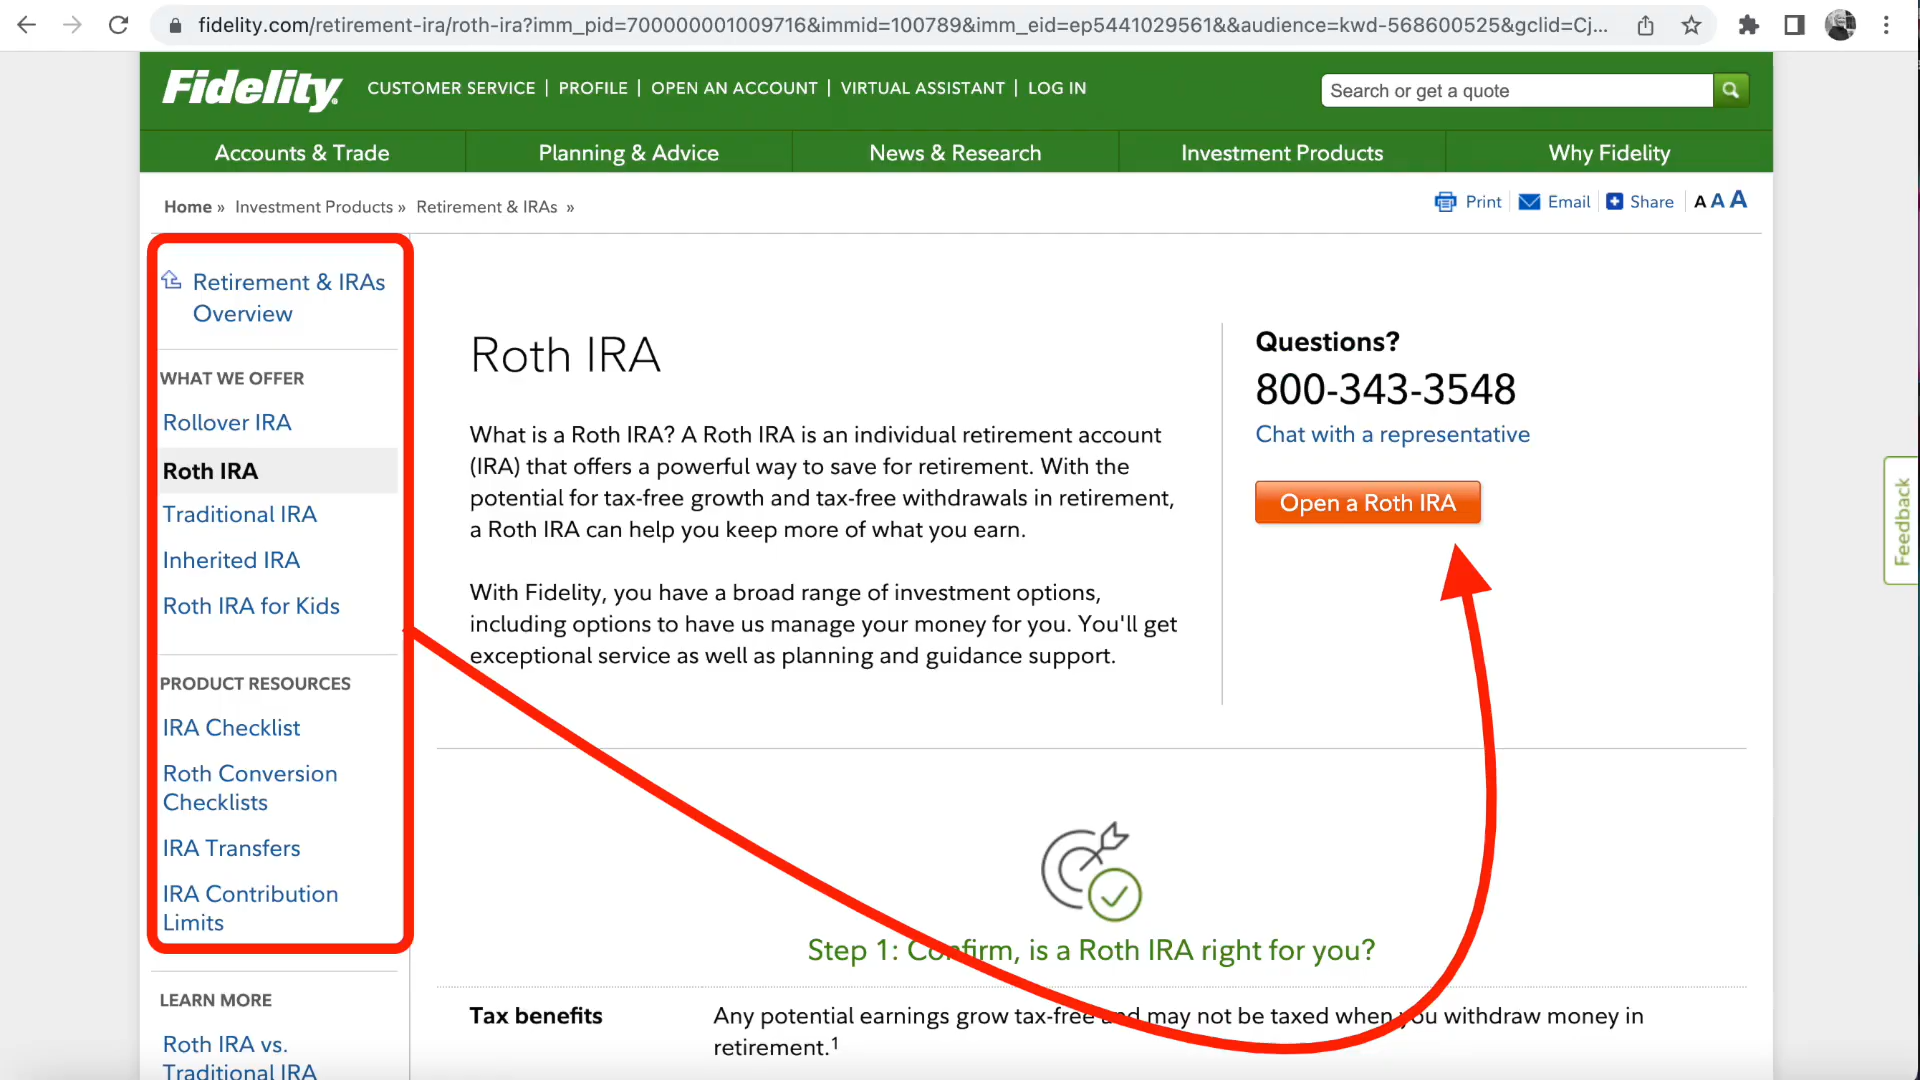 fidelity.com/retirement-ira/roth-ira?imm_pid=700000001009716&immid=100789&imm_eid=ep5441029561&&audience=kwd-568600525&gclid=Cj...
Fidelity
CUSTOMER SERVICE | PROFILE | OPEN AN ACCOUNT | VIRTUAL ASSISTANT | LOG IN
Search or get a quote
Accounts & Trade
Planning & Advice
News & Research
Investment Products
Why Fidelity
Home » Investment Products » Retirement & IRAs »
Print
Email
Share
A A A
Retirement & IRAs
Overview
WHAT WE OFFER
Rollover IRA
Roth IRA
Traditional IRA
Inherited IRA
Roth IRA for Kids
PRODUCT RESOURCES
IRA Checklist
Roth Conversion
Checklists
IRA Transfers
IRA Contribution
Limits
LEARN MORE
Roth IRA vs.
Traditional IRA
Roth IRA
What is a Roth IRA? A Roth IRA is an individual retirement account
(IRA) that offers a powerful way to save for retirement. With the
potential for tax-free growth and tax-free withdrawals in retirement,
a Roth IRA can help you keep more of what you earn.
With Fidelity, you have a broad range of investment options,
including options to have us manage your money for you. You'll get
exceptional service as well as planning and guidance support.
Questions?
800-343-3548
Chat with a representative
Open a Roth IRA
Feedback
Step 1: Confirm, is a Roth IRA right for you?
Tax benefits
Any potential earnings grow tax-free and may not be taxed when you withdraw money in
retirement.1